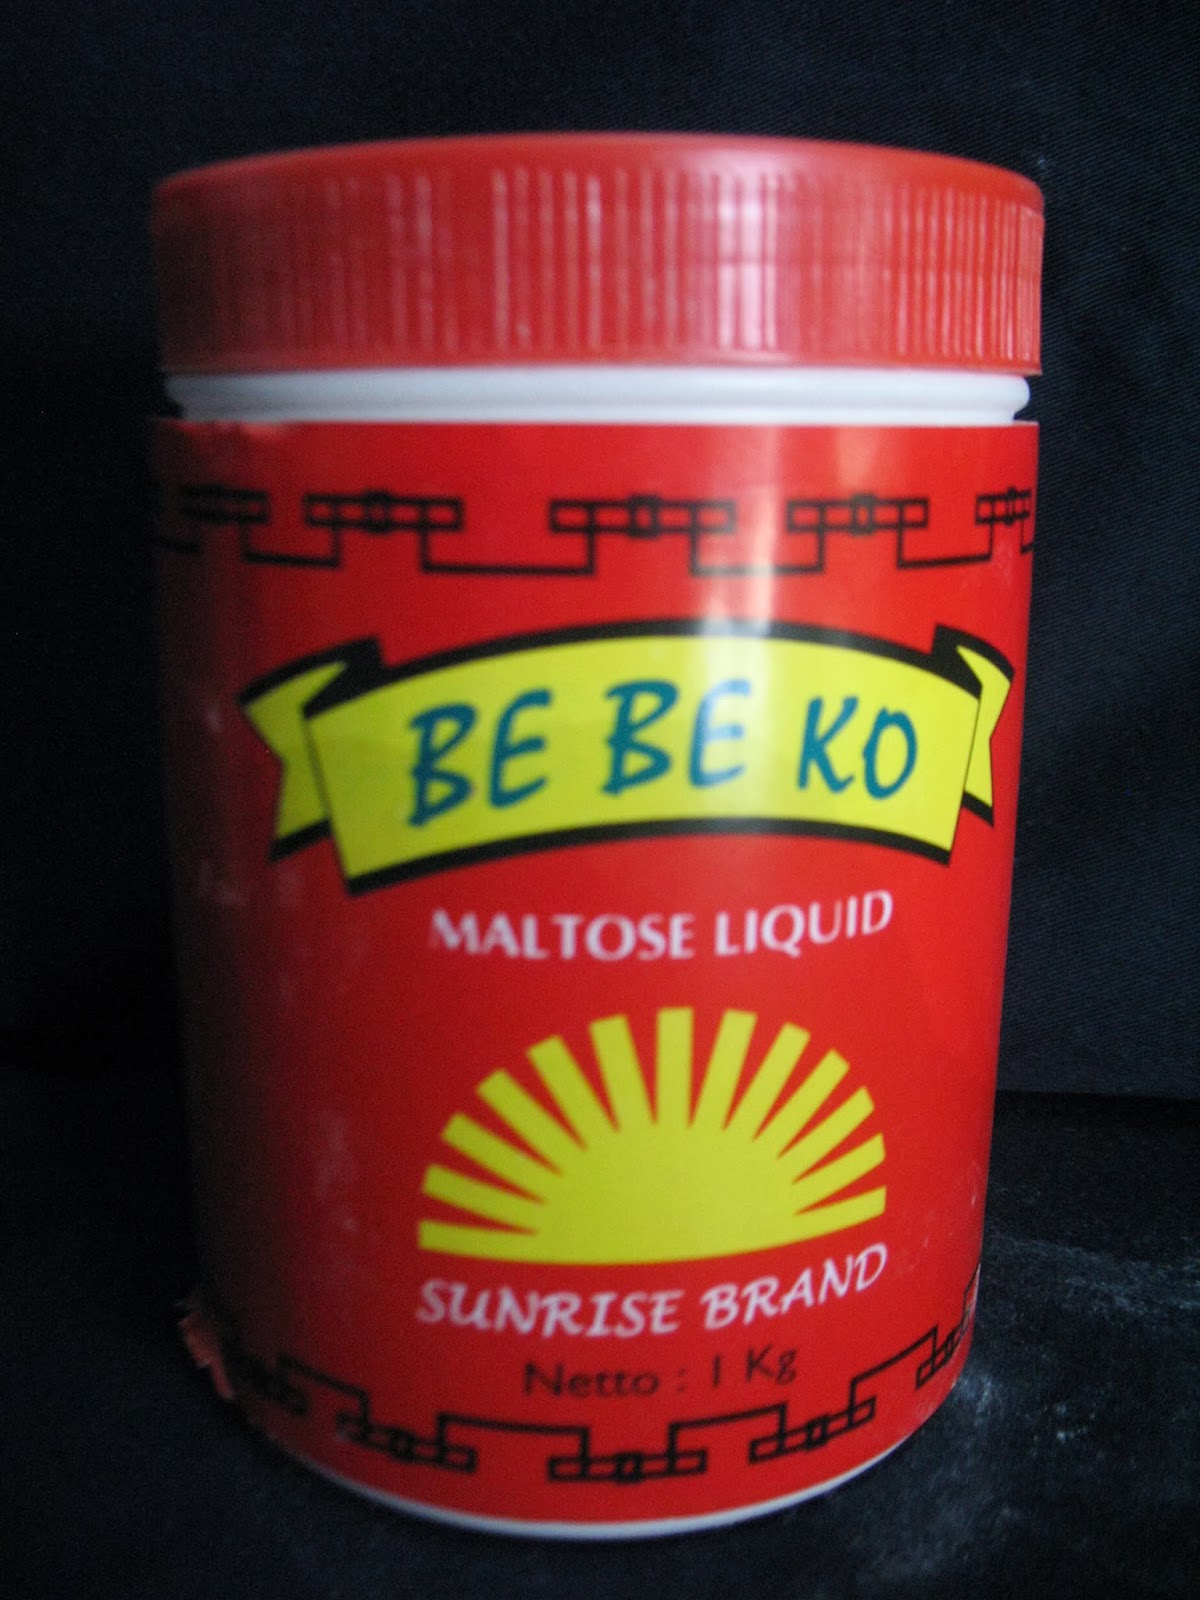 BE BE KO
MALTOSE LIQUID
SUNRISE BRAND
Netto : 1 Kg